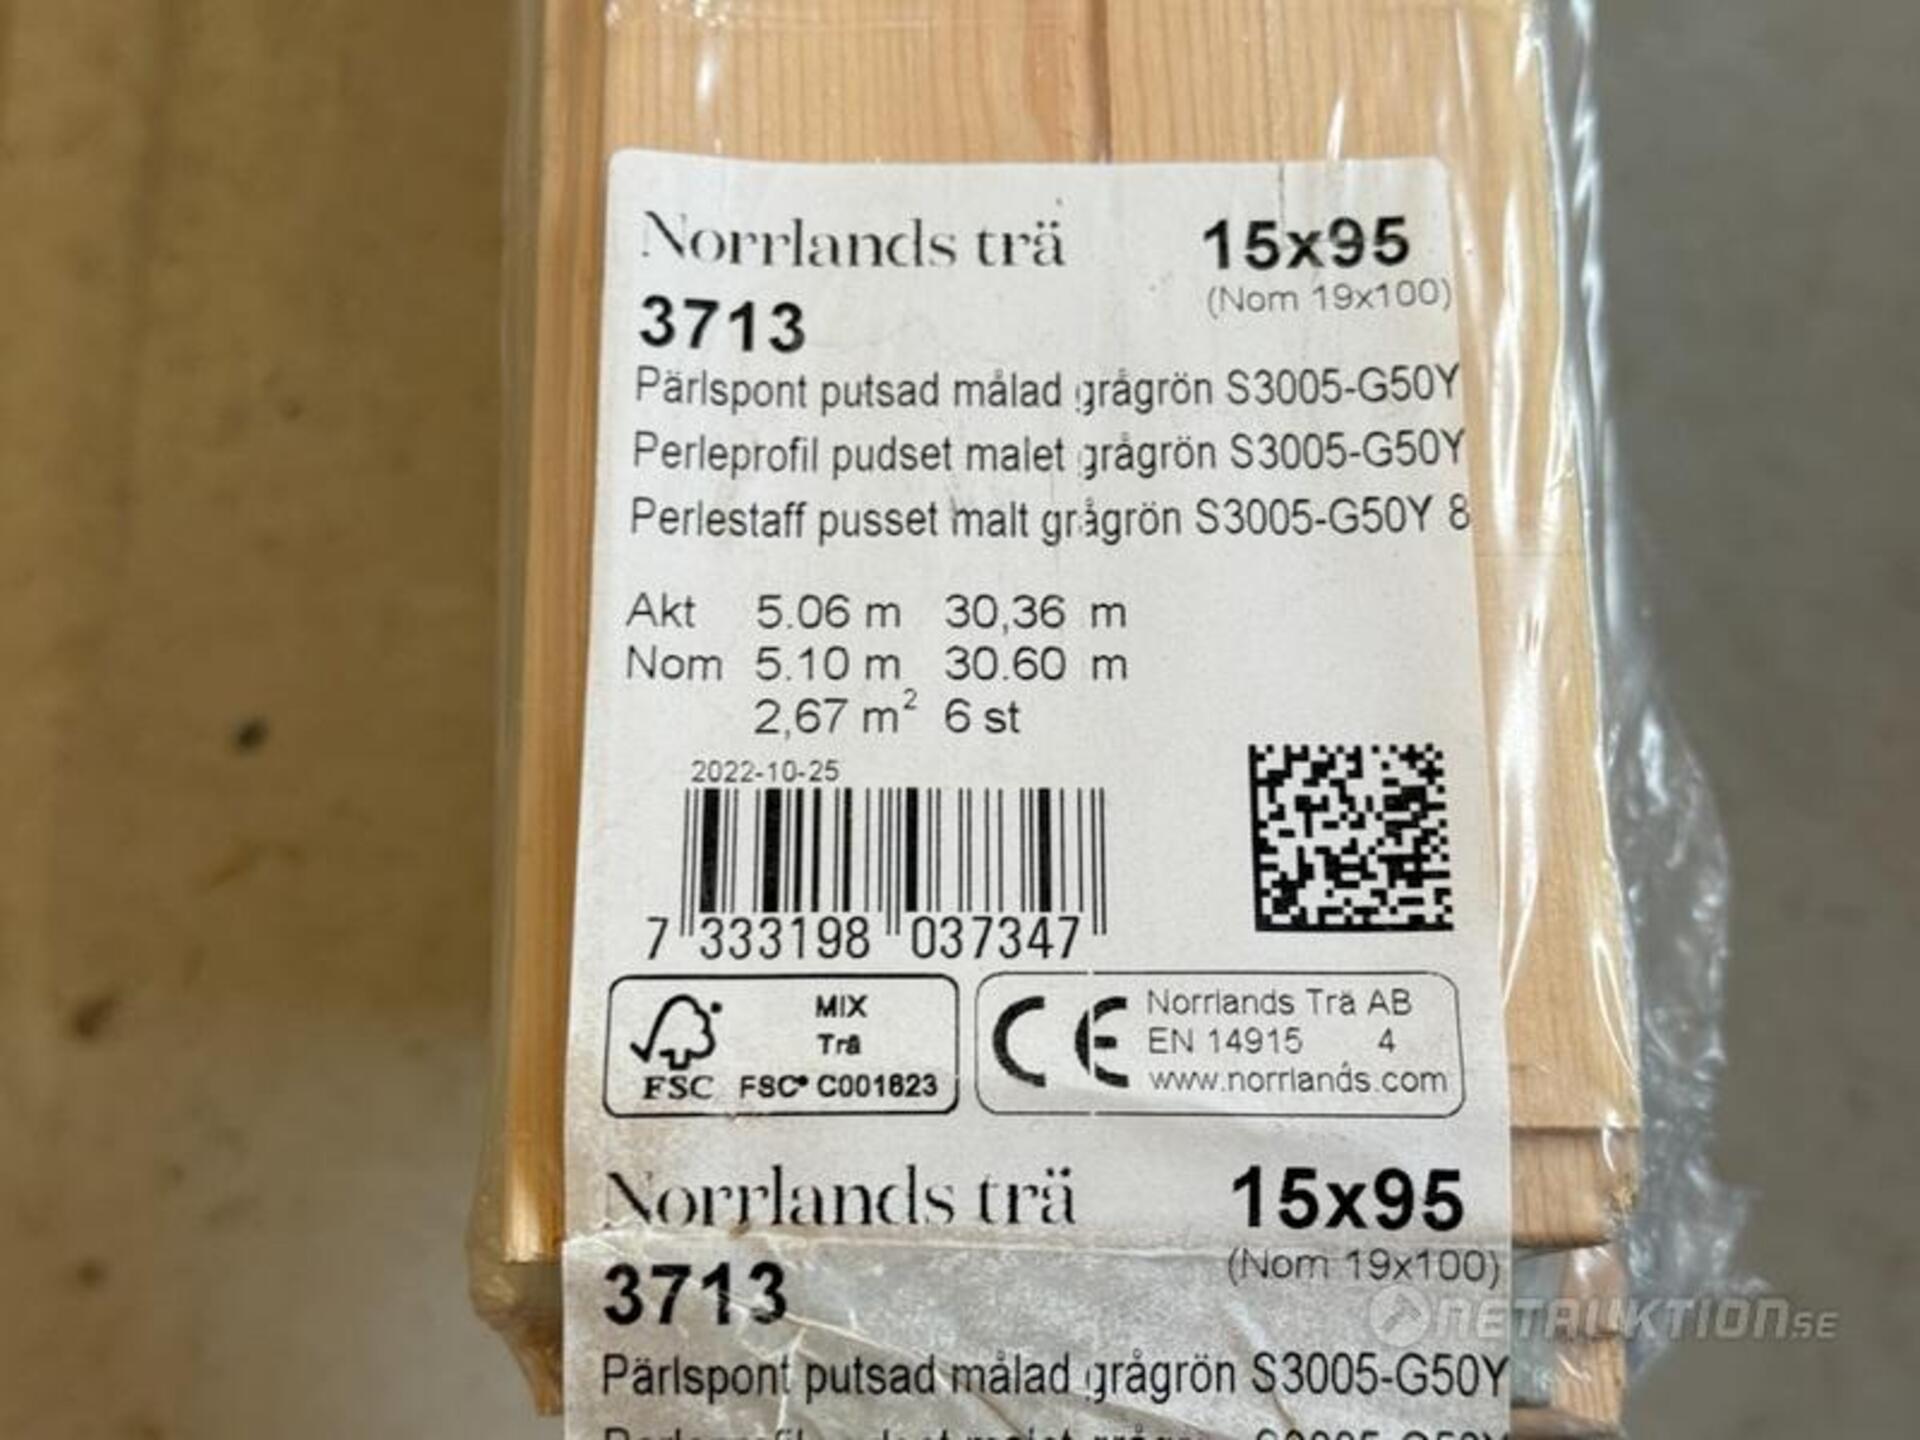 Norrlands trä 15x95
(Nom 19x100)
3713
Pärlspont putsad målad grågrön S3005-G50Y
Perleprofil pudset malet grågrön S3005-G50Y
Perlestaff pusset malt grågrön S3005-G50Y 8
Akt 5.06 m 30,36 m
Nom 5.10 m 30.60 m
2,67 m² 6 st
2022-10-25
7 333198 037347
MIX
Trä
FSC FSC® C001823
CE Norrlands Trä AB
EN 14915 4
www.norrlands.com
Norrlands trä 15x95
(Nom 19x100)
3713
NETAUKTION.SE
Pärlspont putsad målad grågrön S3005-G50Y